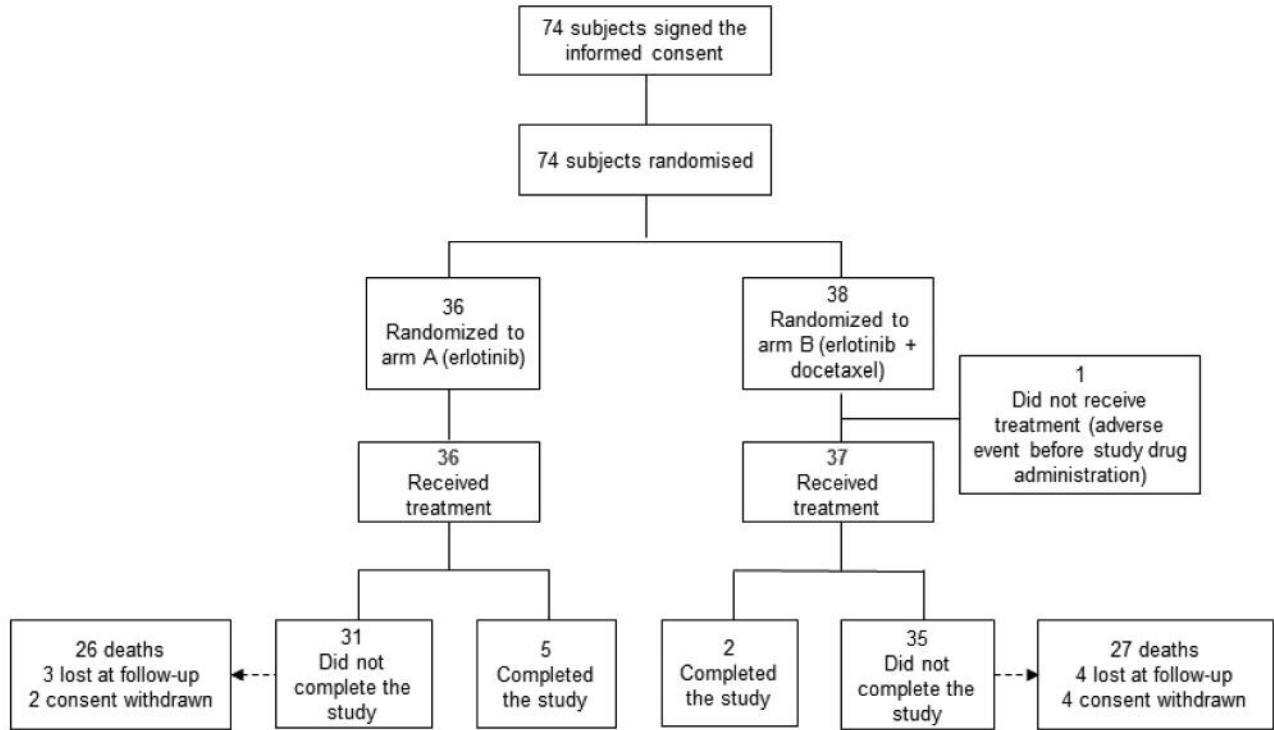 74 subjects signed the
informed consent
74 subjects randomised
36
Randomized to
arm A (erlotinib)
38
Randomized to
arm B (erlotinib +
docetaxel)
1
Did not receive
treatment (adverse
event before study drug
administration)
36
Received
treatment
37
Received
treatment
26 deaths
3 lost at follow-up
2 consent withdrawn
31
Did not
complete the
study
5
Completed
the study
2
Completed
the study
35
Did not
complete the
study
27 deaths
4 lost at follow-up
4 consent withdrawn